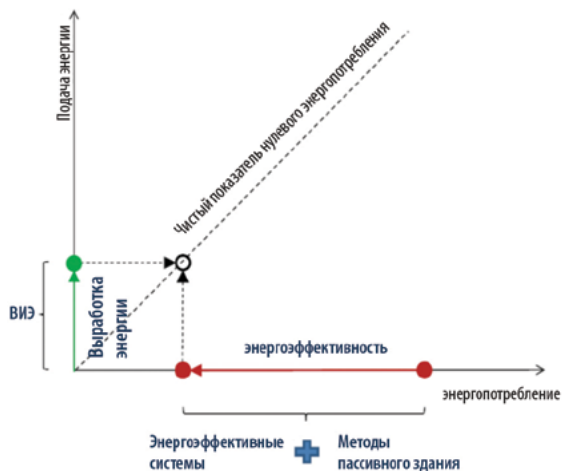 Подача энергии
Чистый показатель нулевого энергопотребления
ВИЭ
Выработка
энергии
энергоэффективность
энергопотребление
Энергоэффективные
системы
Методы
пассивного здания